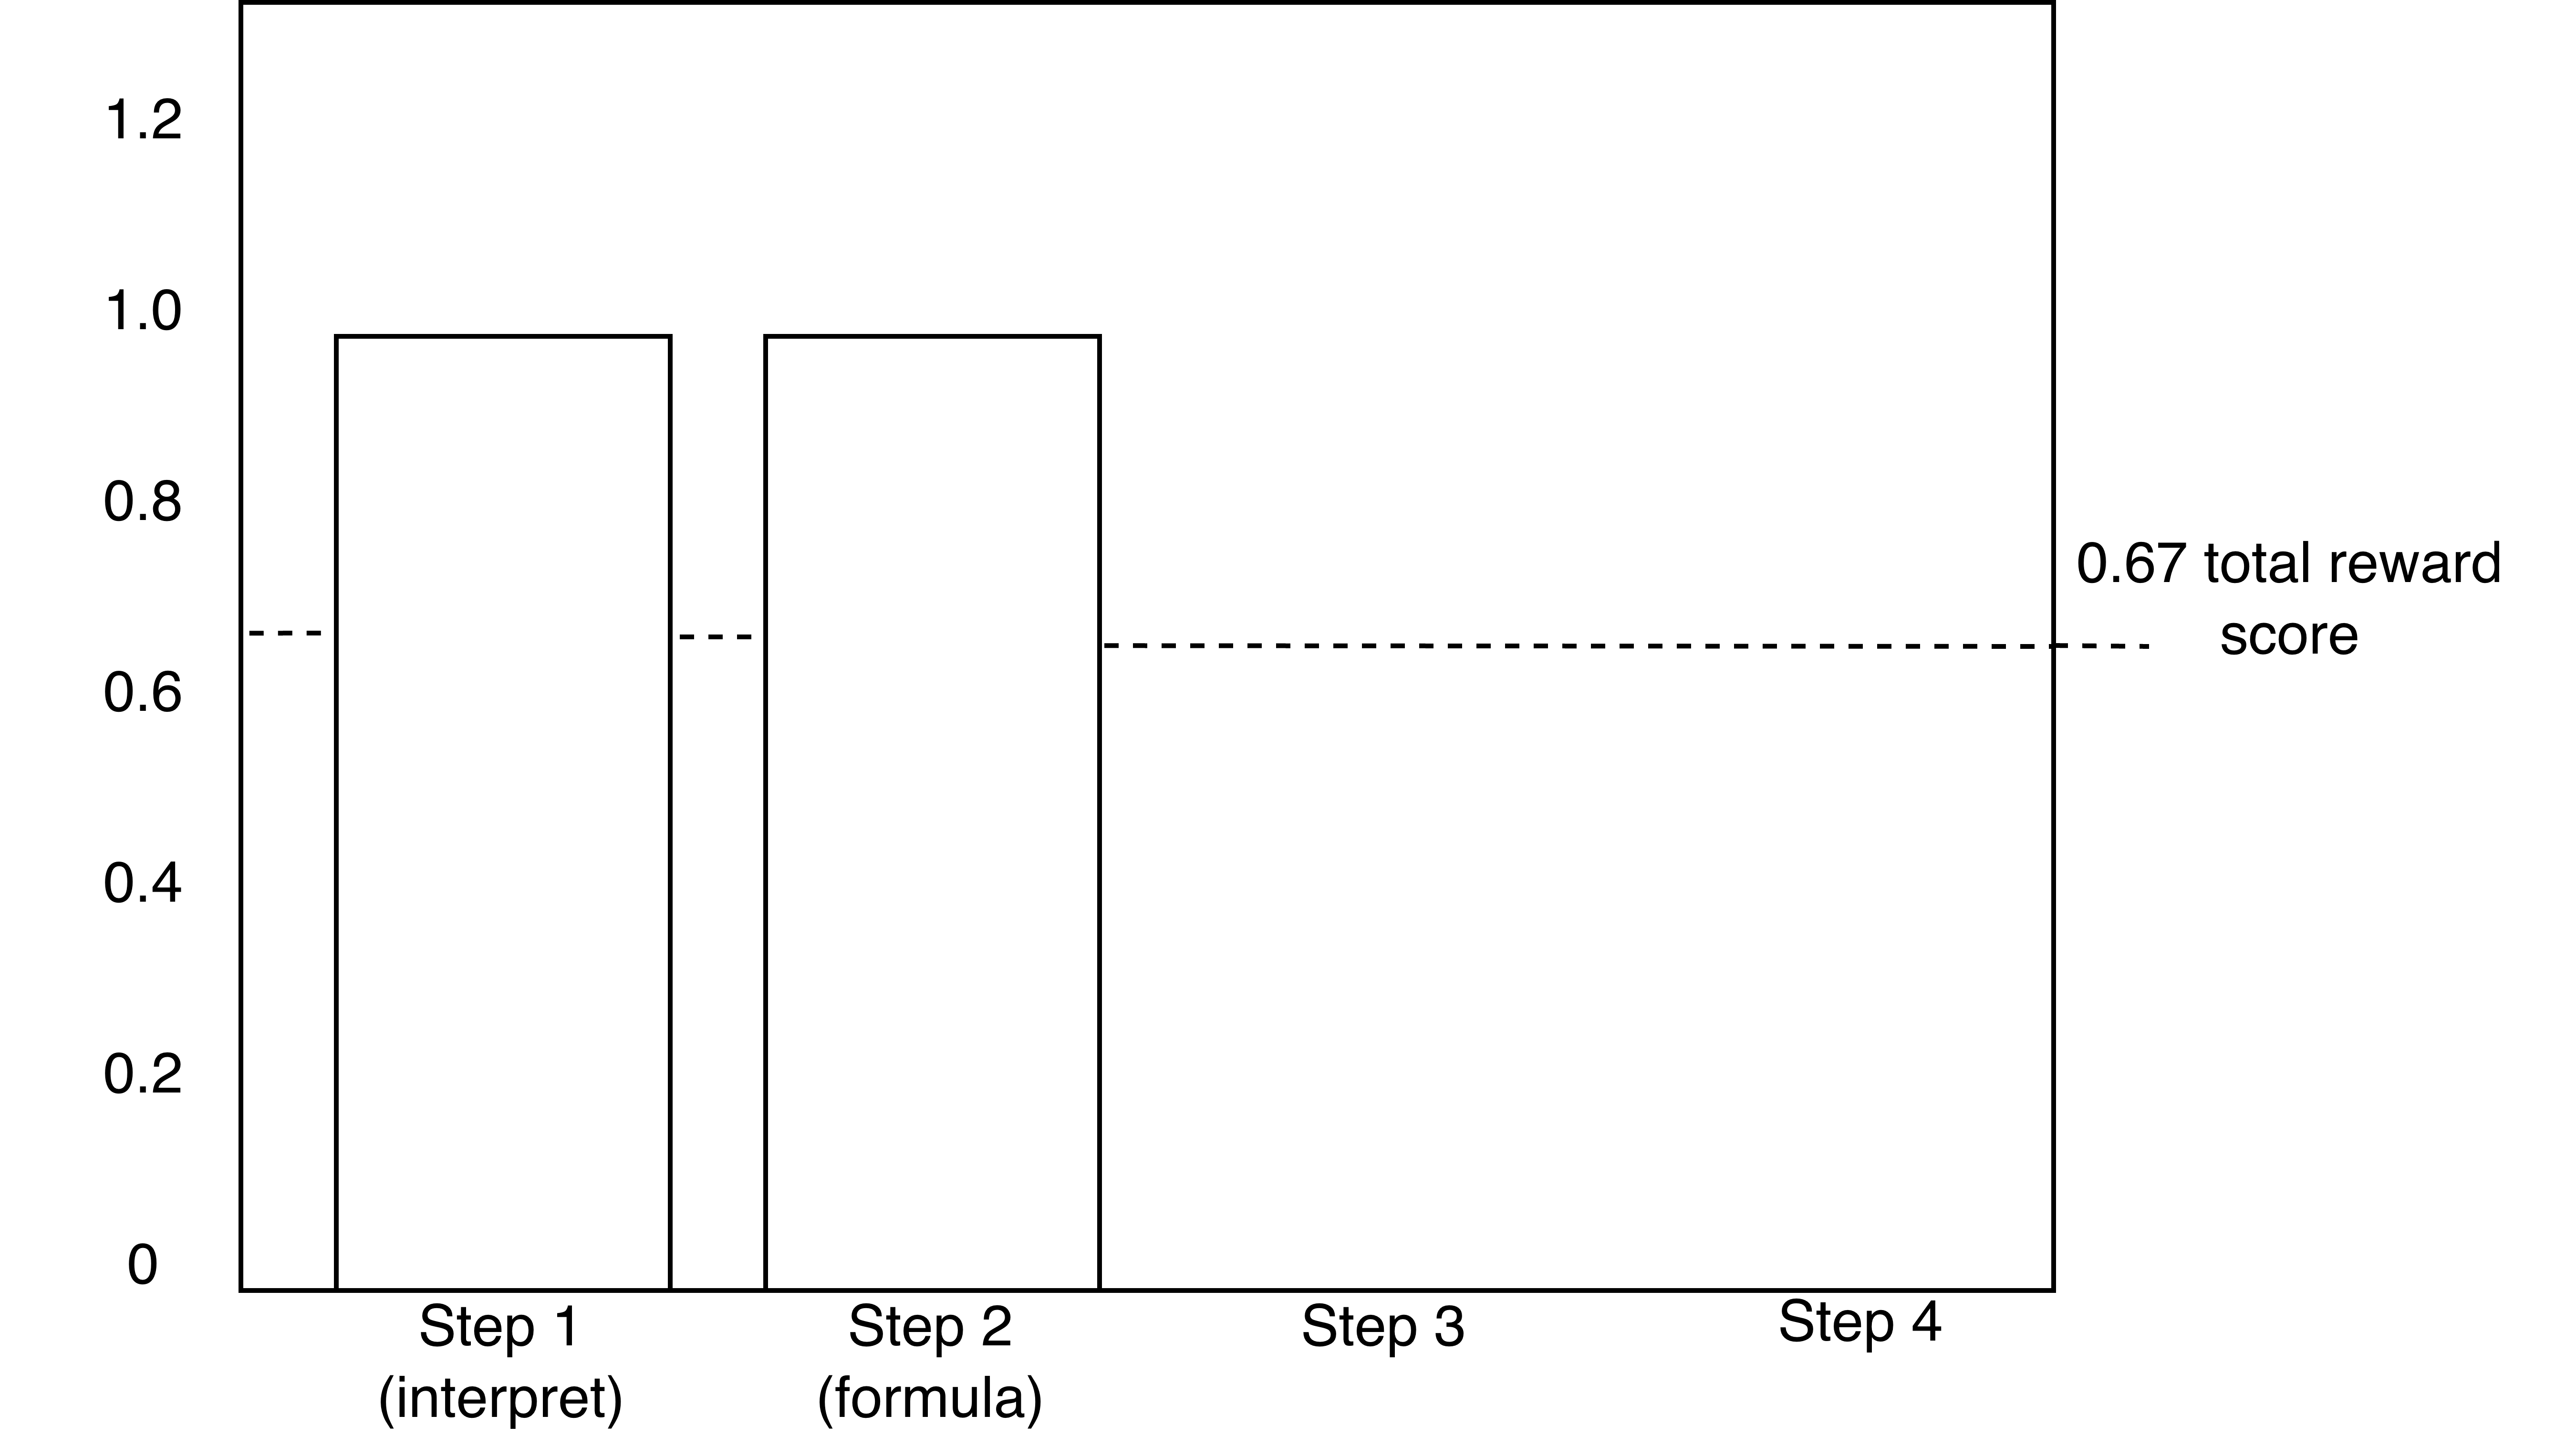 1.2
1.0
0.8
0.6
0.4
0.2
0
0.67 total reward
score
Step 1
(interpret)
Step 2
(formula)
Step 3
Step 4